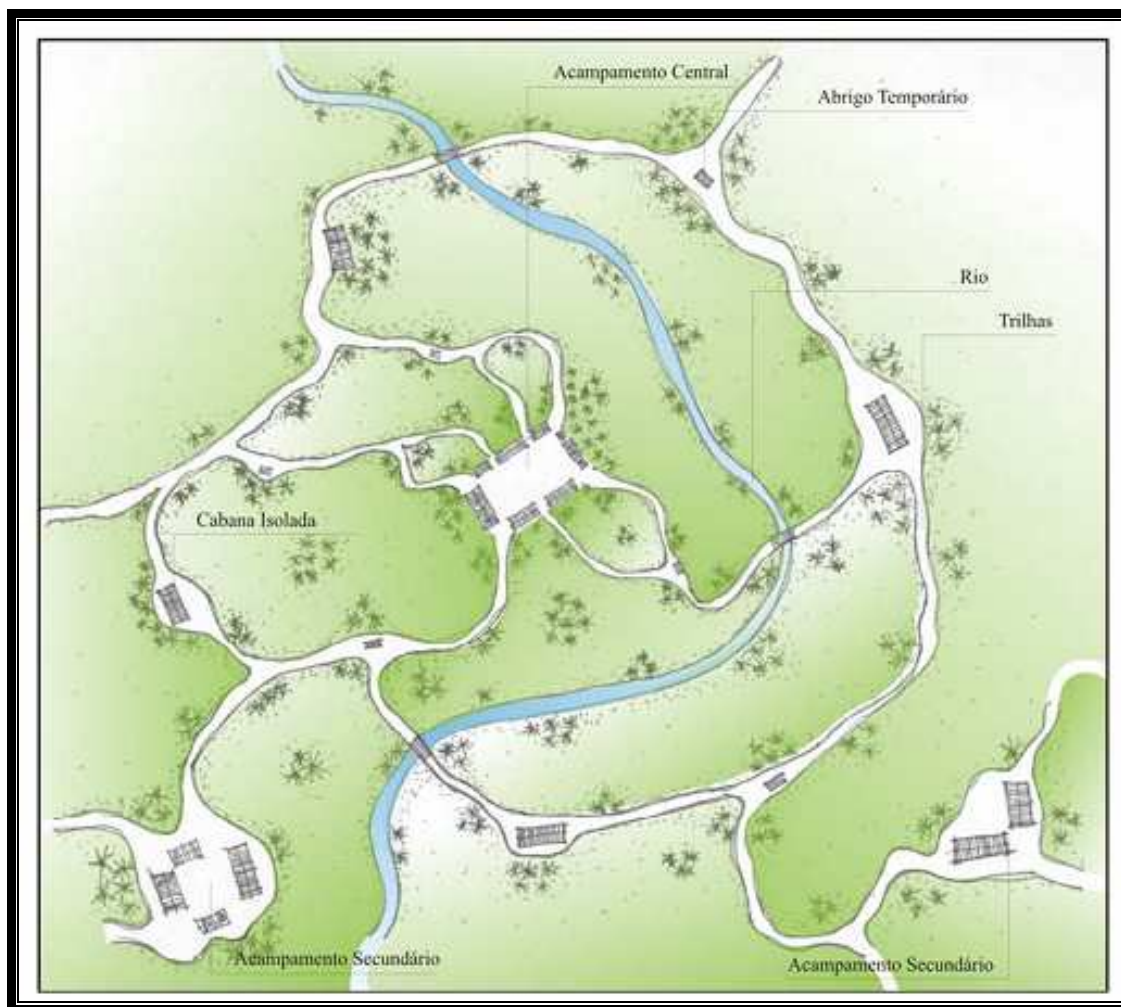 Acampamento Central
Abrigo Temporário
Rio
Trilhas
Cabana Isolada
Acampamento Secundário
Acampamento Secundário